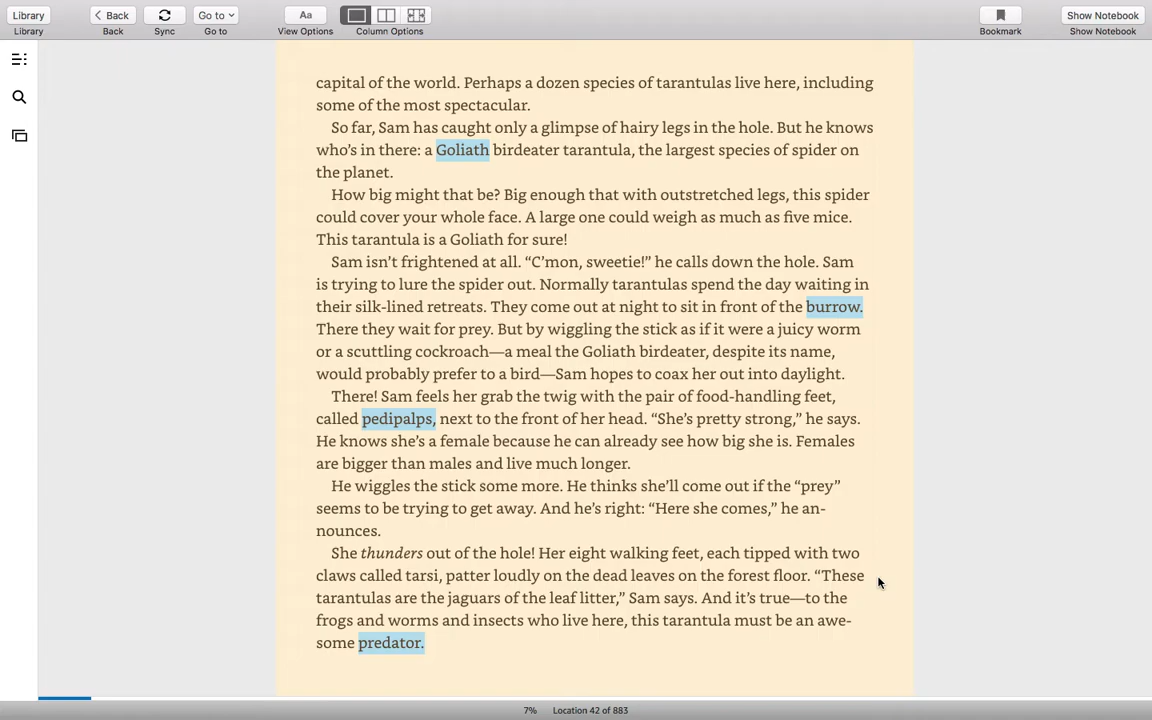 Library
Back
Go to
Aa
Show Notebook
Library
Back
Sync
Go to
View Options
Column Options
Bookmark
Show Notebook
capital of the world. Perhaps a dozen species of tarantulas live here, including
some of the most spectacular.
So far, Sam has caught only a glimpse of hairy legs in the hole. But he knows
who’s in there: a Goliath birdeater tarantula, the largest species of spider on
the planet.
How big might that be? Big enough that with outstretched legs, this spider
could cover your whole face. A large one could weigh as much as five mice.
This tarantula is a Goliath for sure!
Sam isn’t frightened at all. “C’mon, sweetie!” he calls down the hole. Sam
is trying to lure the spider out. Normally tarantulas spend the day waiting in
their silk-lined retreats. They come out at night to sit in front of the burrow.
There they wait for prey. But by wiggling the stick as if it were a juicy worm
or a scuttling cockroach—a meal the Goliath birdeater, despite its name,
would probably prefer to a bird—Sam hopes to coax her out into daylight.
There! Sam feels her grab the twig with the pair of food-handling feet,
called pedipalps, next to the front of her head. “She’s pretty strong,” he says.
He knows she’s a female because he can already see how big she is. Females
are bigger than males and live much longer.
He wiggles the stick some more. He thinks she’ll come out if the “prey”
seems to be trying to get away. And he’s right: “Here she comes,” he an-
nounces.
She thunders out of the hole! Her eight walking feet, each tipped with two
claws called tarsi, patter loudly on the dead leaves on the forest floor. “These
tarantulas are the jaguars of the leaf litter,” Sam says. And it’s true—to the
frogs and worms and insects who live here, this tarantula must be an awe-
some predator.
7% Location 42 of 883